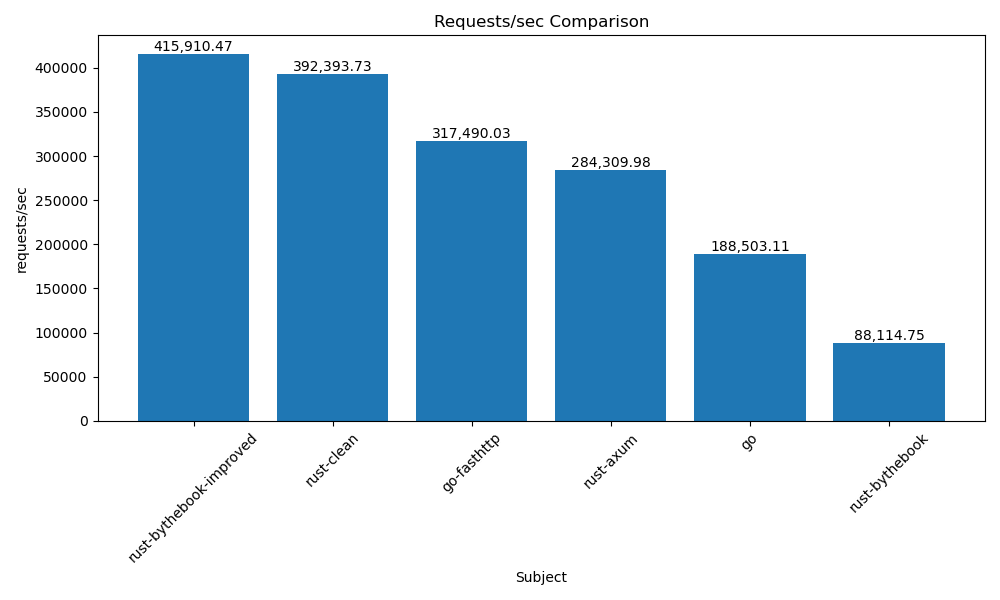 Requests/sec Comparison
415,910.47
392,393.73
317,490.03
284,309.98
188,503.11
88,114.75
400000
350000
300000
250000
200000
150000
100000
50000
0
requests/sec
rust-bythebook-improved
rust-clean
go-fasthttp
rust-axum
go
rust-bythebook
Subject